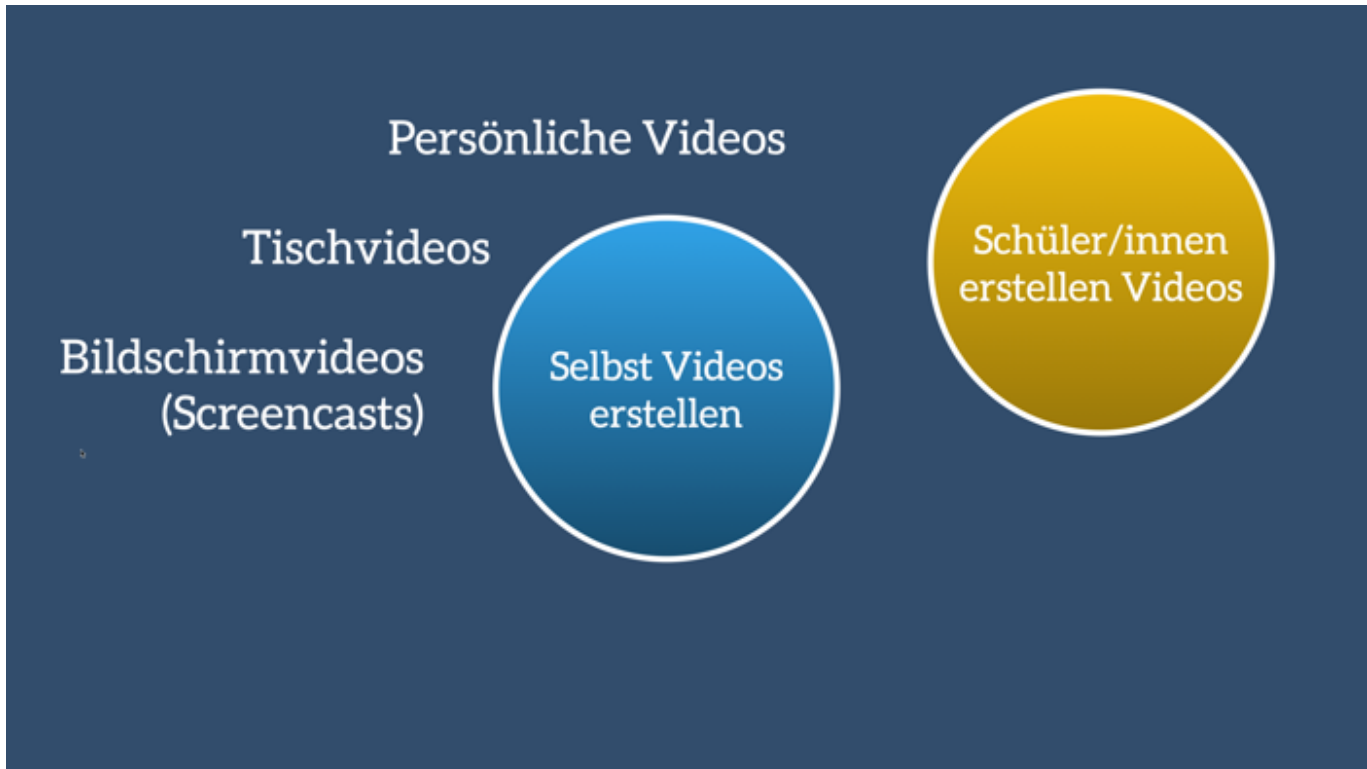 Persönliche Videos
Tischvideos
Bildschirmvideos
(Screencasts)
Selbst Videos
erstellen
Schüler/innen
erstellen Videos